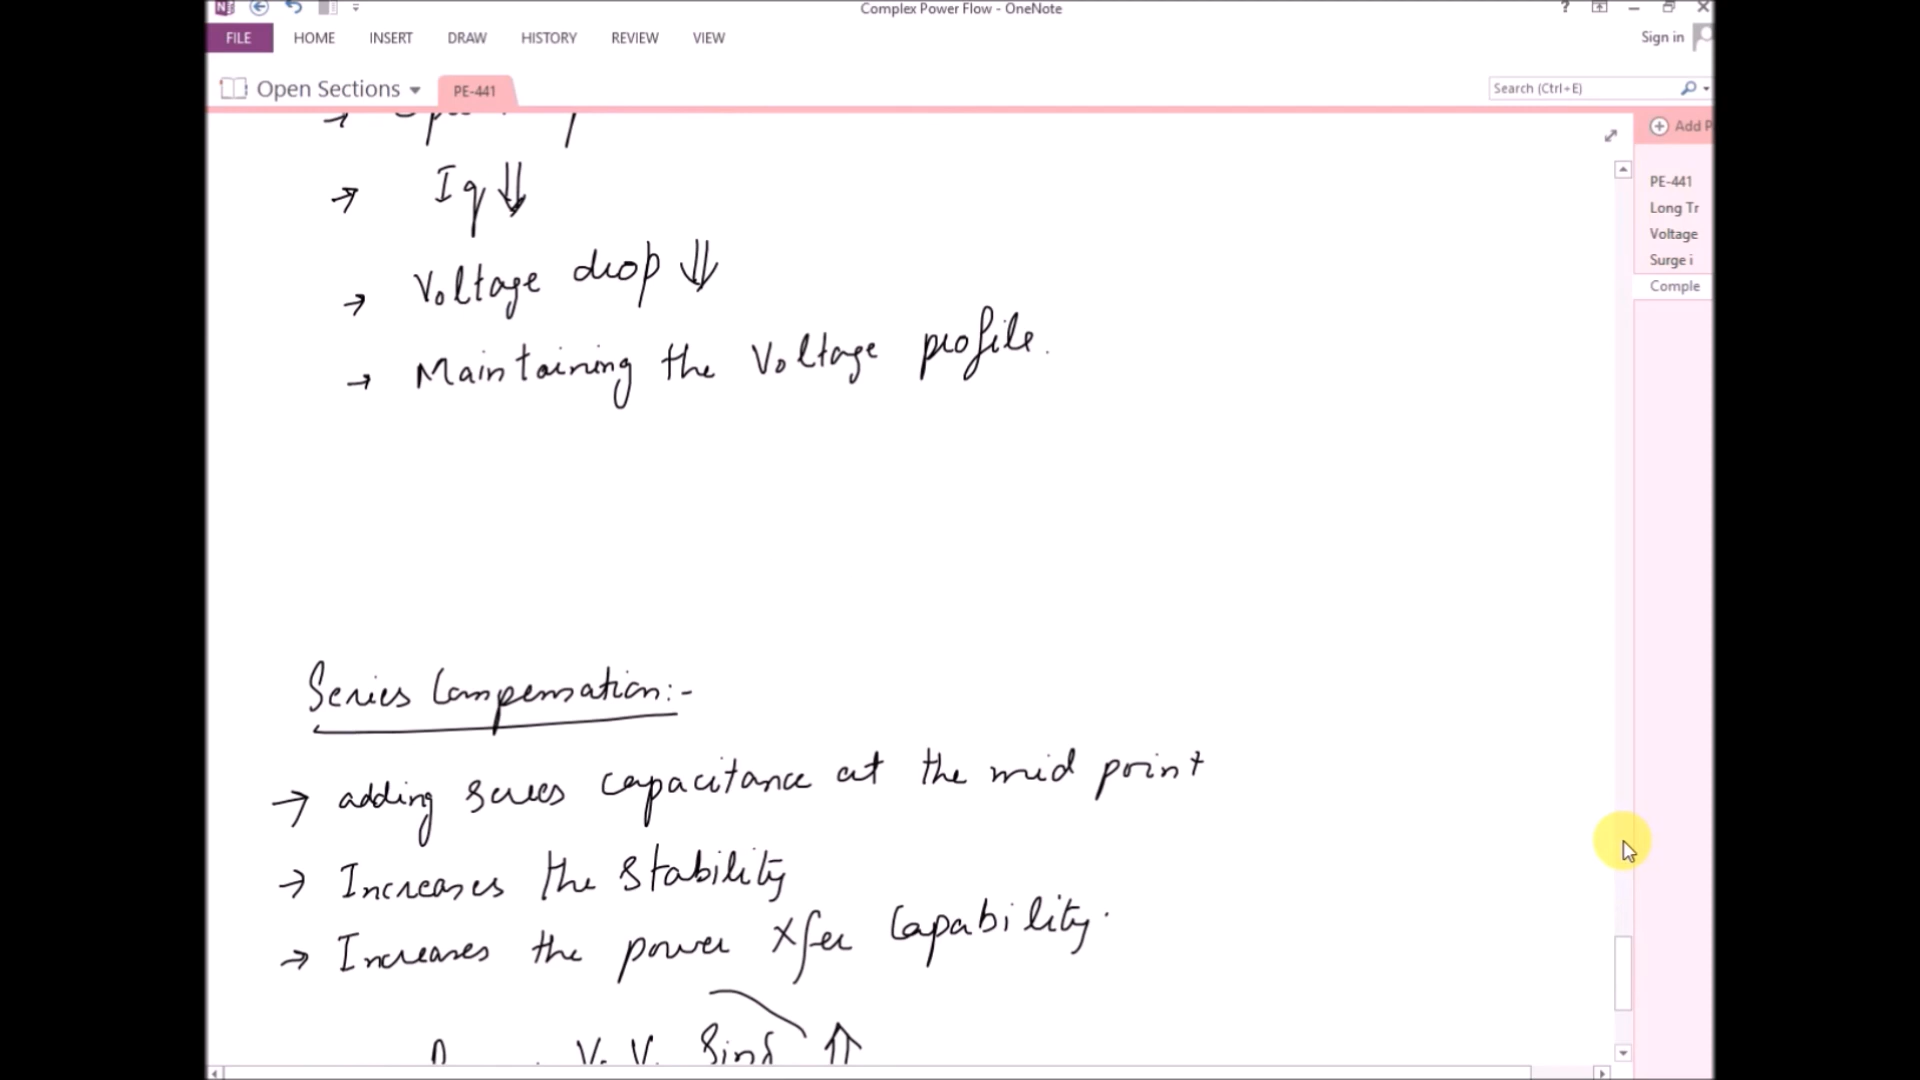 Complex Power Flow - OneNote
?
FILE HOME INSERT DRAW HISTORY REVIEW VIEW
Sign in
Open Sections PE-441
Search (Ctrl+E)
Add P
→ Iq ⇓
→ Voltage drop ⇓
→ Maintaining the Voltage profile.
PE-441
Long Tr
Voltage
Surge i
Comple
Series Compensation:-
→ adding series capacitance at the mid point
→ Increases the stability
→ Increases the power Xfer Capability.
Sinδ ⇑